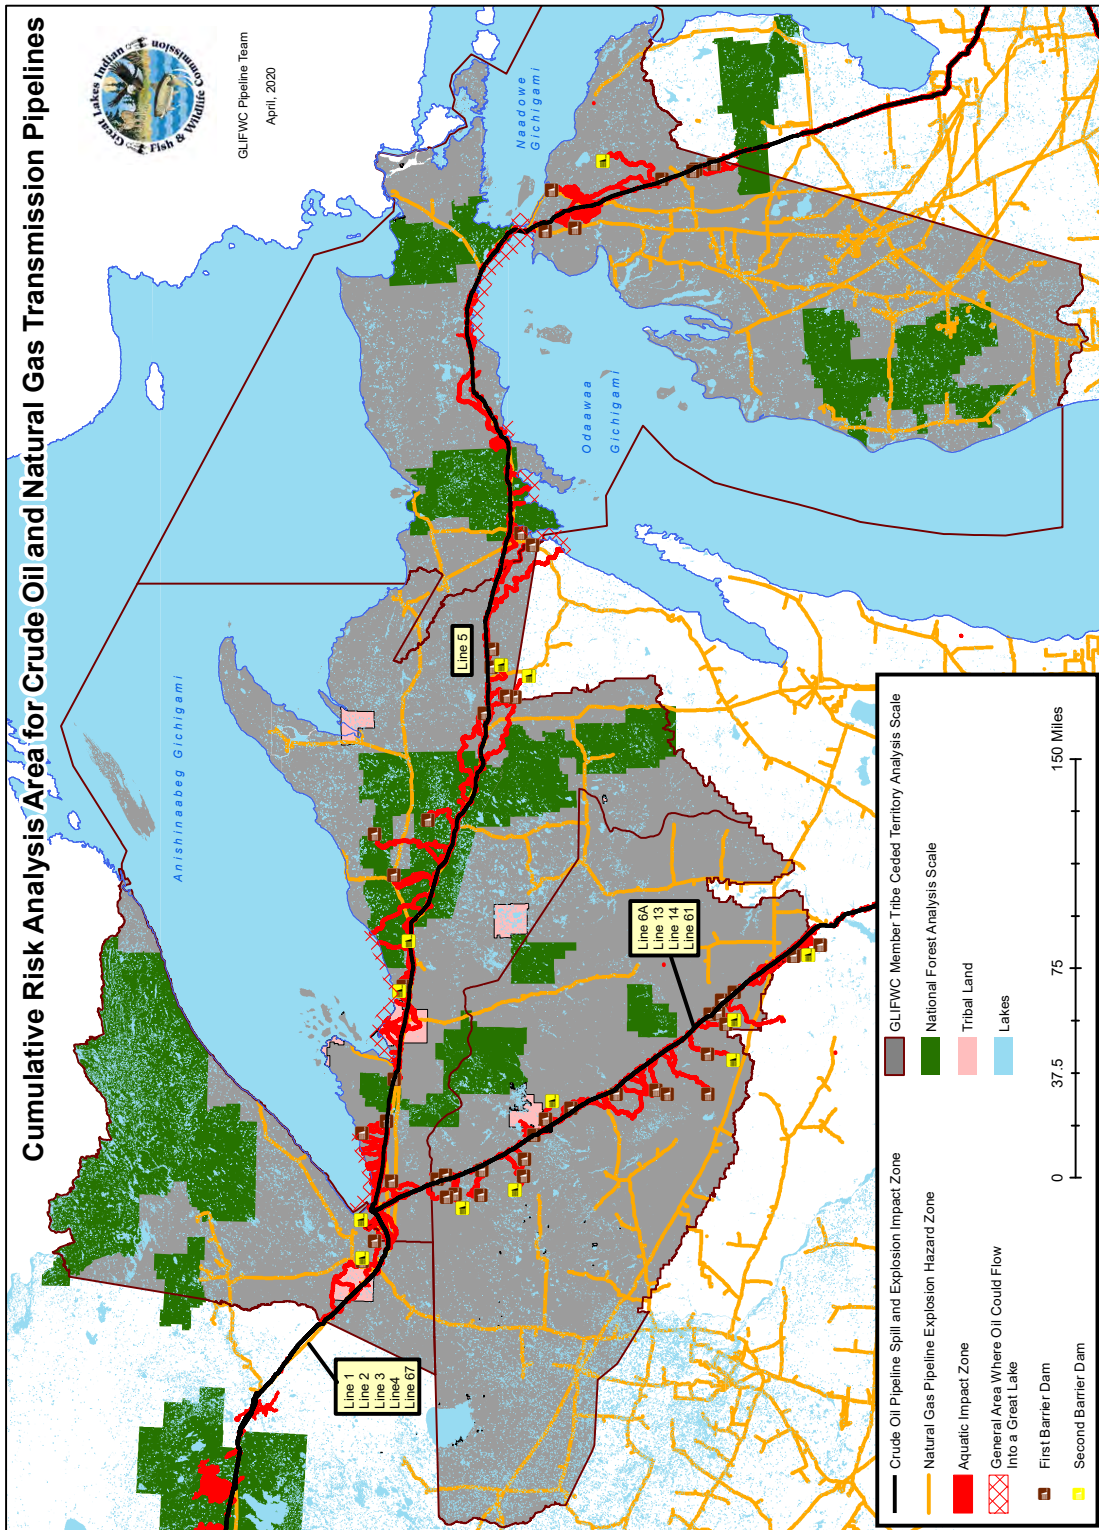 Cumulative Risk Analysis Area for Crude Oil and Natural Gas Transmission Pipelines
Great Lakes Indian
Fish & Wildlife Commission
GLIFWC Pipeline Team
April, 2020
Anishinaabeg Gichigami
Naadowe
Gichigami
Odaawaa
Gichigami
Line 5
Line 1
Line 2
Line 3
Line4
Line 67
Line 6A
Line 13
Line 14
Line 61
Crude Oil Pipeline Spill and Explosion Impact Zone
Natural Gas Pipeline Explosion Hazard Zone
Aquatic Impact Zone
General Area Where Oil Could Flow
Into a Great Lake
First Barrier Dam
Second Barrier Dam
GLIFWC Member Tribe Ceded Territory Analysis Scale
National Forest Analysis Scale
Tribal Land
Lakes
0 37.5 75 150 Miles